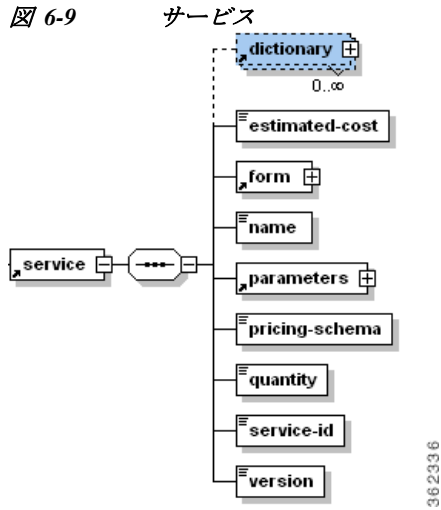 図 6-9 サービス
dictionary
0..∞
estimated-cost
form
name
service
parameters
pricing-schema
quantity
service-id
version
362336